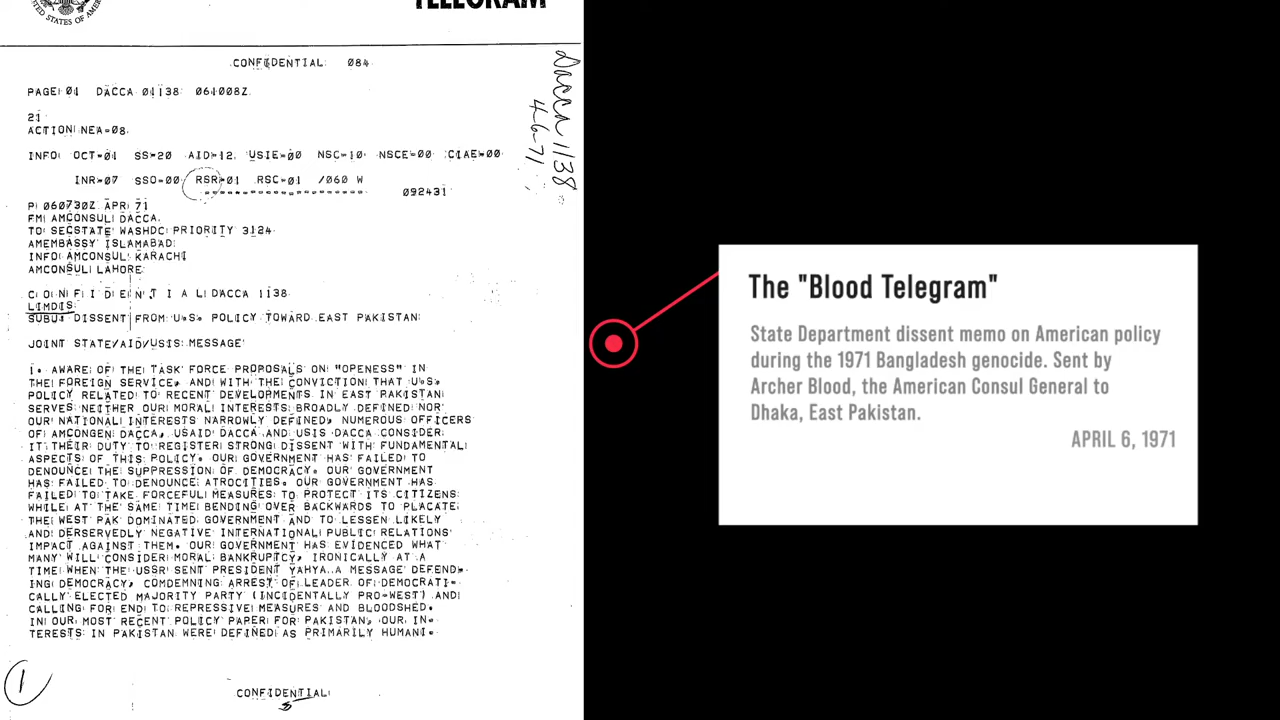 TELEGRAM
CONFIDENTIAL 084
PAGE 01 DACCA 01138 061008Z
21
ACTION NEA-08
INFO OCT-01 SS-20 AID-12 USIE-00 NSC-10 NSCE-00 CIAE-00
INR-07 SSO-00 RSR-01 RSC-01 /060 W
092431
P 060730Z APR 71
FM AMCONSUL DACCA
TO SECSTATE WASHDC PRIORITY 3124
AMEMBASSY ISLAMABAD
INFO AMCONSUL KARACHI
AMCONSUL LAHORE
C O N F I D E N T I A L DACCA 1138
LIMDIS
SUBJ: DISSENT FROM U.S. POLICY TOWARD EAST PAKISTAN
JOINT STATE/AID/USIS MESSAGE
1. AWARE OF THE TASK FORCE PROPOSALS ON "OPENESS" IN
THE FOREIGN SERVICE, AND WITH THE CONVICTION THAT U.S.
POLICY RELATED TO RECENT DEVELOPMENTS IN EAST PAKISTAN
SERVES NEITHER OUR MORAL INTERESTS BROADLY DEFINED NOR
OUR NATIONAL INTERESTS NARROWLY DEFINED, NUMEROUS OFFICERS
OF AMCONGEN DACCA, USAID DACCA AND USIS DACCA CONSIDER
IT THEIR DUTY TO REGISTER STRONG DISSENT WITH FUNDAMENTAL
ASPECTS OF THIS POLICY. OUR GOVERNMENT HAS FAILED TO
DENOUNCE THE SUPPRESSION OF DEMOCRACY. OUR GOVERNMENT
HAS FAILED TO DENOUNCE ATROCITIES. OUR GOVERNMENT HAS
FAILED TO TAKE FORCEFUL MEASURES TO PROTECT ITS CITIZENS
WHILE AT THE SAME TIME BENDING OVER BACKWARDS TO PLACATE
THE WEST PAK DOMINATED GOVERNMENT AND TO LESSEN LIKELY
AND DERSERVEDLY NEGATIVE INTERNATIONAL PUBLIC RELATIONS
IMPACT AGAINST THEM. OUR GOVERNMENT HAS EVIDENCED WHAT
MANY WILL CONSIDER MORAL BANKRUPTCY, IRONICALLY AT A
TIME WHEN THE USSR SENT PRESIDENT YAHYA A MESSAGE DEFEND-
ING DEMOCRACY, COMDEMNING ARREST OF LEADER OF DEMOCRATI-
CALLY ELECTED MAJORITY PARTY (INCIDENTALLY PRO-WEST) AND
CALLING FOR END TO REPRESSIVE MEASURES AND BLOODSHED.
IN OUR MOST RECENT POLICY PAPER FOR PAKISTAN, OUR IN-
TERESTS IN PAKISTAN WERE DEFINED AS PRIMARILY HUMANI-
1
CONFIDENTIAL
Dacca 1138
4-6-71
The "Blood Telegram"
State Department dissent memo on American policy
during the 1971 Bangladesh genocide. Sent by
Archer Blood, the American Consul General to
Dhaka, East Pakistan.
APRIL 6, 1971